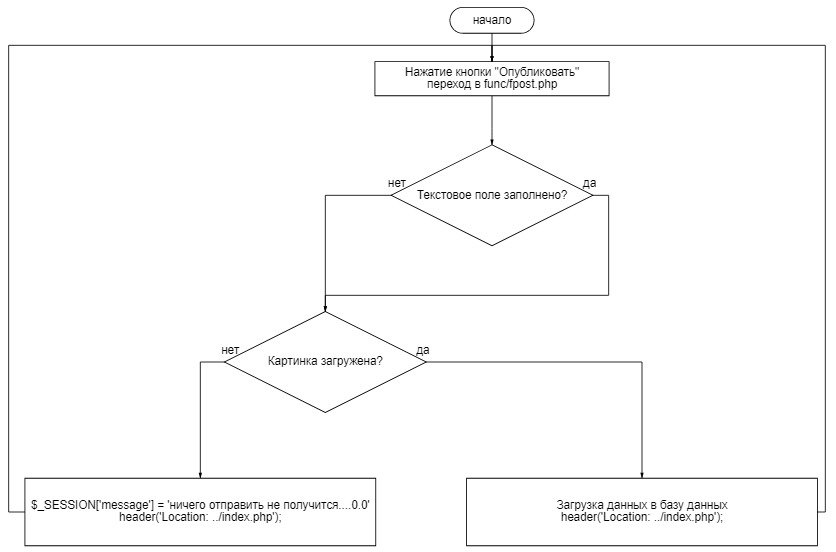 начало
Нажатие кнопки "Опубликовать"
переход в func/fpost.php
нет
да
Текстовое поле заполнено?
нет
да
Картинка загружена?
$_SESSION['message'] = 'ничего отправить не получится....0.0'
header('Location: ../index.php');
Загрузка данных в базу данных
header('Location: ../index.php');